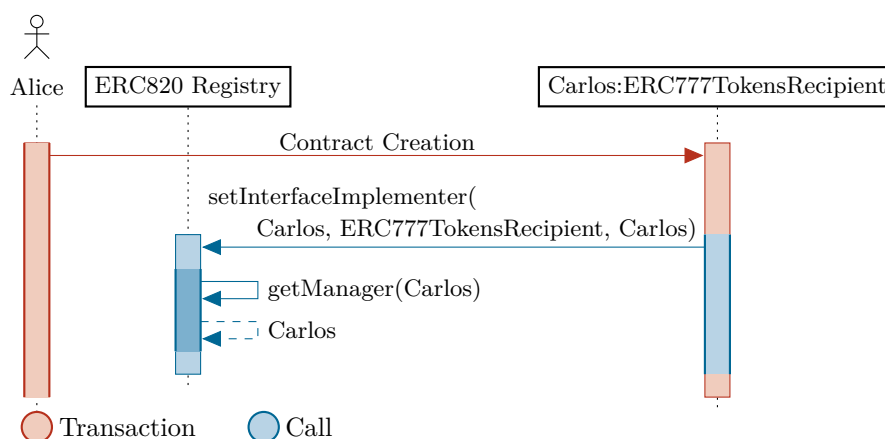 Alice
ERC820 Registry
Carlos:ERC777TokensRecipient
Contract Creation
setInterfaceImplementer(
Carlos, ERC777TokensRecipient, Carlos)
getManager(Carlos)
Carlos
Transaction
Call